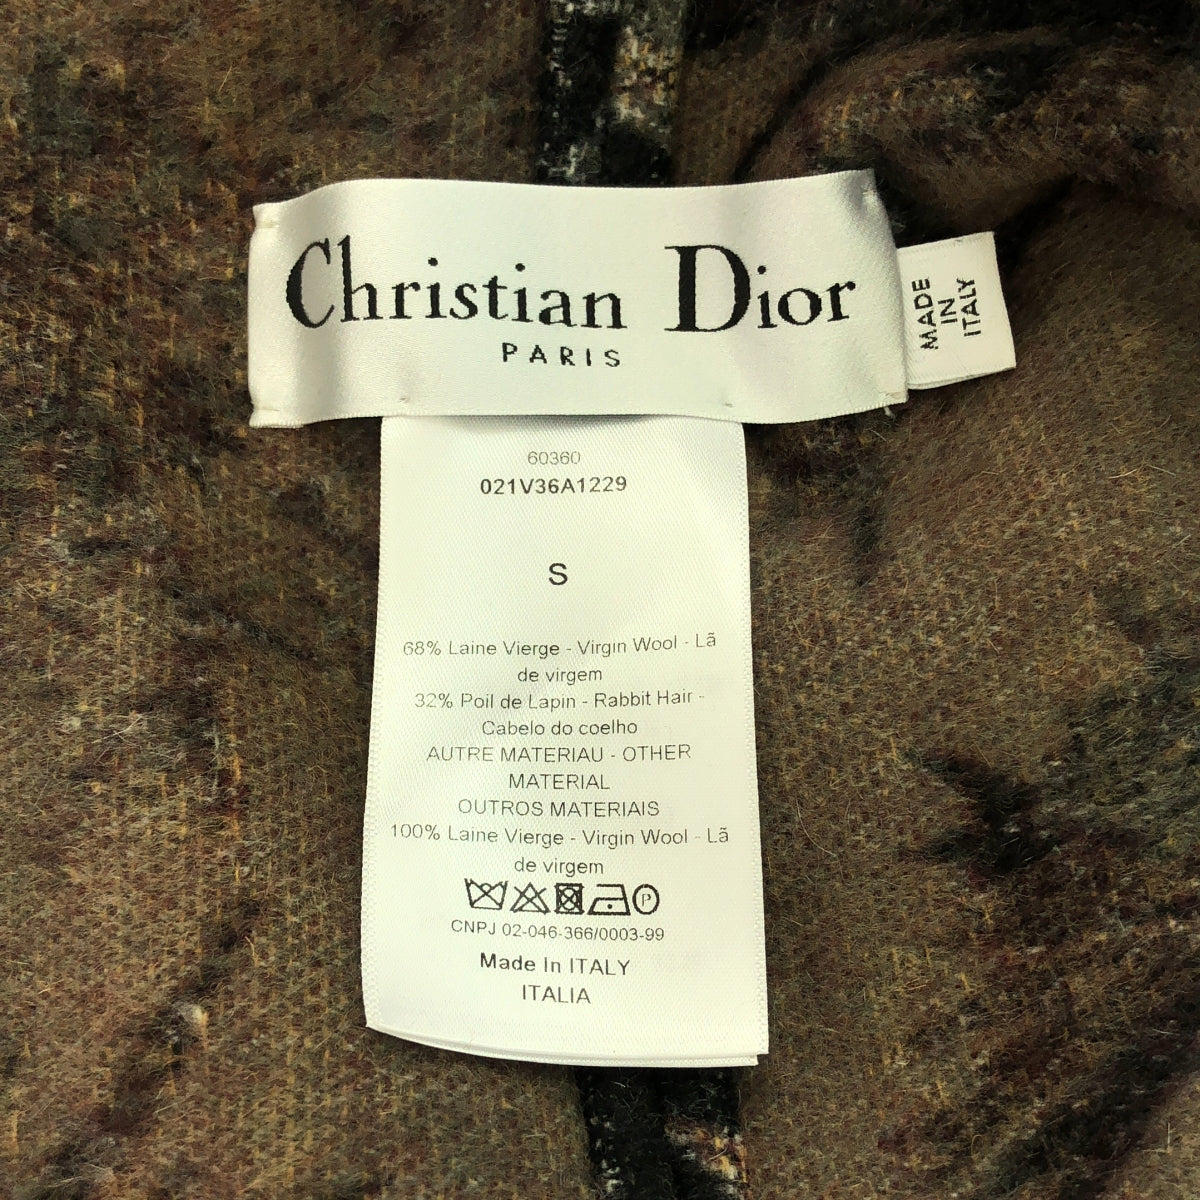 Christian Dior
PARIS
MADE
IN
ITALY
60360
021V36A1229
S
68% Laine Vierge - Virgin Wool - Lã
de virgem
32% Poil de Lapin - Rabbit Hair -
Cabelo do coelho
AUTRE MATERIAU - OTHER
MATERIAL
OUTROS MATERIAIS
100% Laine Vierge - Virgin Wool - Lã
de virgem
P
CNPJ 02-046-366/0003-99
Made In ITALY
ITALIA